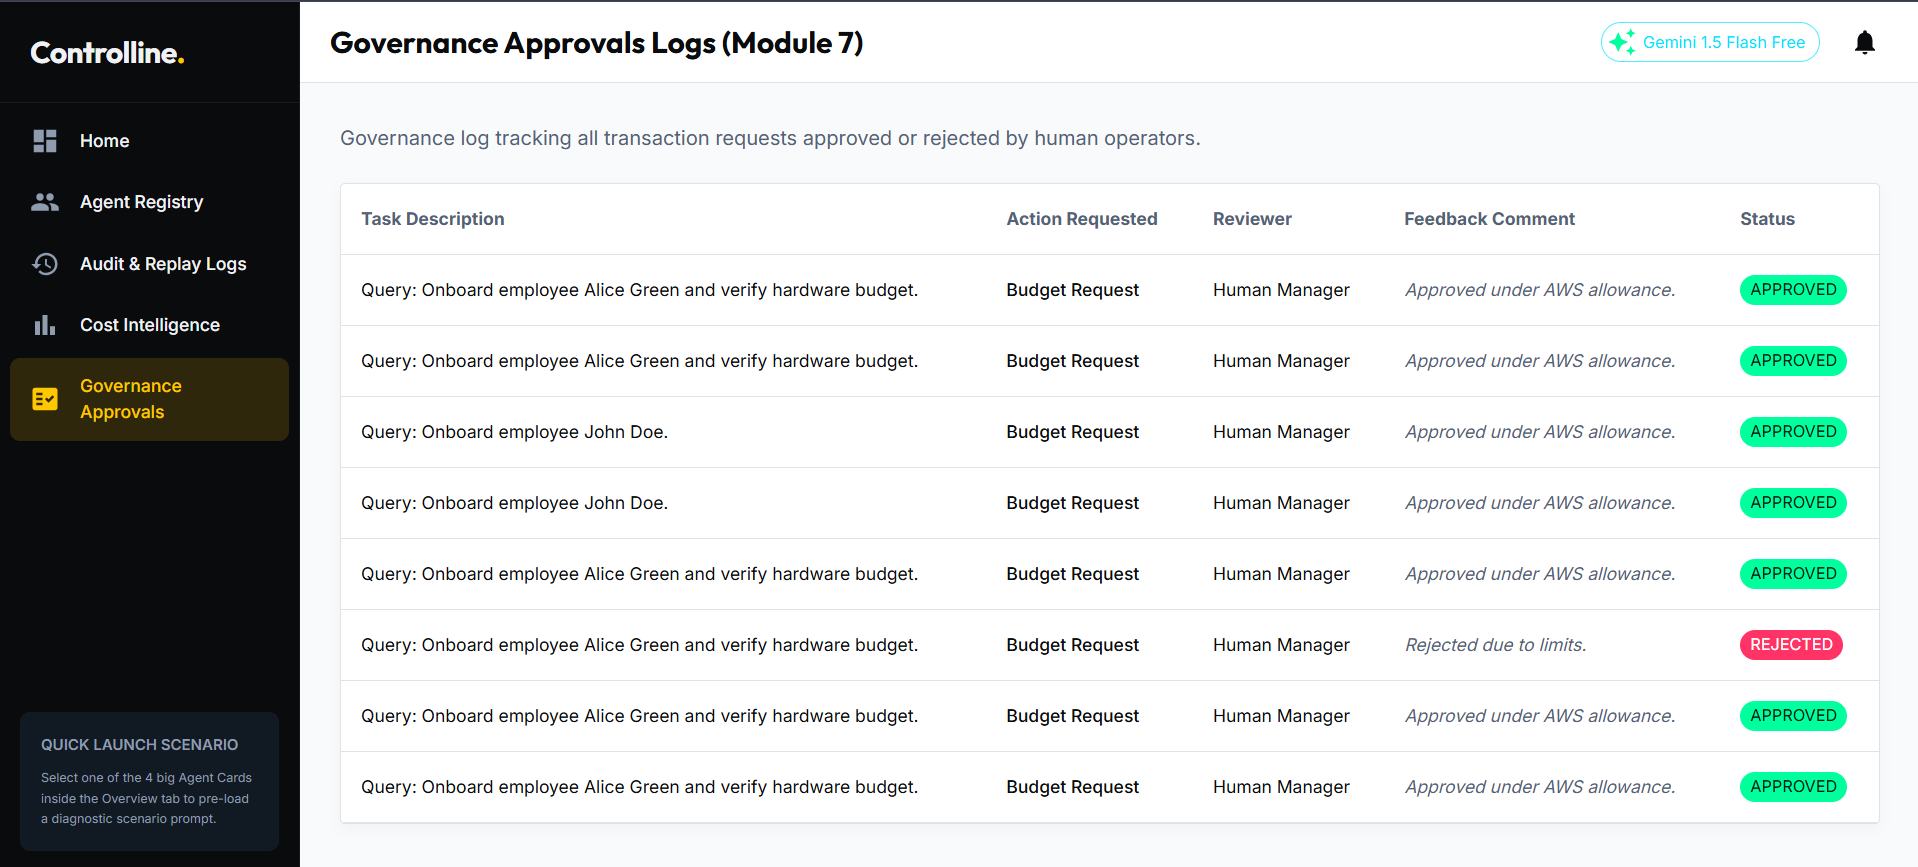 Controlline.
Governance Approvals Logs (Module 7)
Gemini 1.5 Flash Free
Home
Agent Registry
Audit & Replay Logs
Cost Intelligence
Governance
Approvals
QUICK LAUNCH SCENARIO
Select one of the 4 big Agent Cards
inside the Overview tab to pre-load
a diagnostic scenario prompt.
Governance log tracking all transaction requests approved or rejected by human operators.
Task Description Action Requested Reviewer Feedback Comment Status
Query: Onboard employee Alice Green and verify hardware budget. Budget Request Human Manager Approved under AWS allowance. APPROVED
Query: Onboard employee Alice Green and verify hardware budget. Budget Request Human Manager Approved under AWS allowance. APPROVED
Query: Onboard employee John Doe. Budget Request Human Manager Approved under AWS allowance. APPROVED
Query: Onboard employee John Doe. Budget Request Human Manager Approved under AWS allowance. APPROVED
Query: Onboard employee Alice Green and verify hardware budget. Budget Request Human Manager Approved under AWS allowance. APPROVED
Query: Onboard employee Alice Green and verify hardware budget. Budget Request Human Manager Rejected due to limits. REJECTED
Query: Onboard employee Alice Green and verify hardware budget. Budget Request Human Manager Approved under AWS allowance. APPROVED
Query: Onboard employee Alice Green and verify hardware budget. Budget Request Human Manager Approved under AWS allowance. APPROVED